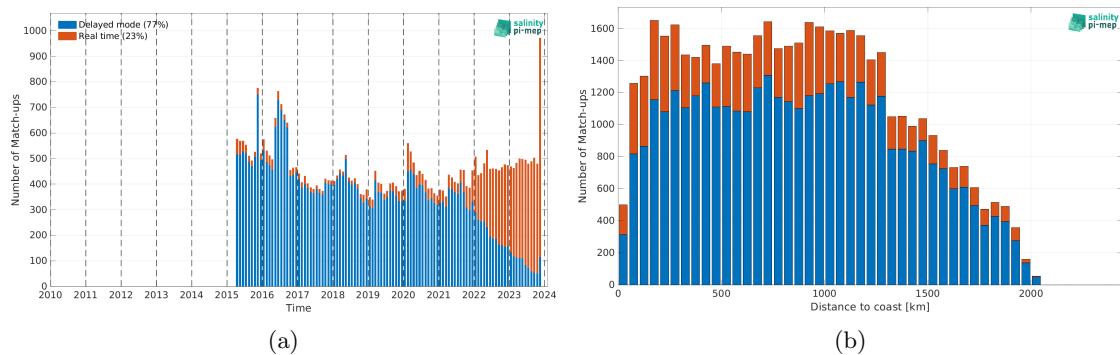 Delayed mode (77%)
Real time (23%)
salinity
pi-mep
Number of Match-ups
1000
900
800
700
600
500
400
300
200
100
0
2010 2011 2012 2013 2014 2015 2016 2017 2018 2019 2020 2021 2022 2023 2024
Time
(a)
salinity
pi-mep
Number of Match-ups
1600
1400
1200
1000
800
600
400
200
0
0 500 1000 1500 2000
Distance to coast [km]
(b)